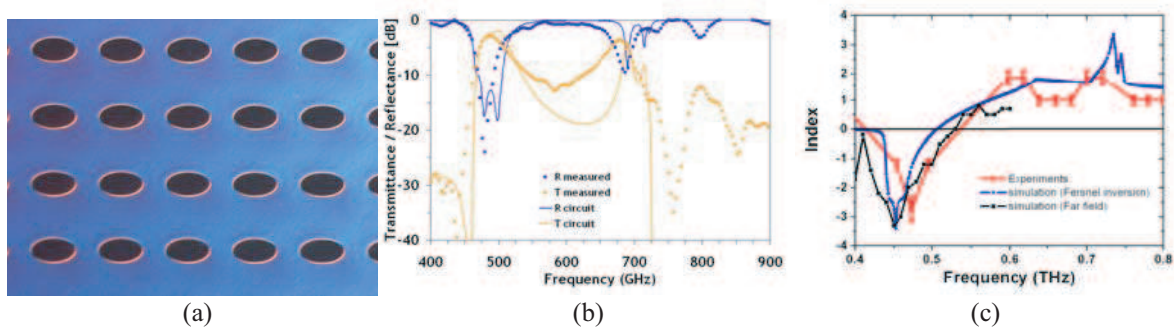 Transmittance / Reflectance [dB]
0
-10
-20
-30
-40
R measured
T measured
R circuit
T circuit
400 500 600 700 800 900
Frequency (GHz)
Index
4
3
2
1
0
-1
-2
-3
-4
Experiments
simulation (Fersnel inversion)
simulation (Far field)
0.4 0.5 0.6 0.7 0.8
Frequency (THz)
(a) (b) (c)